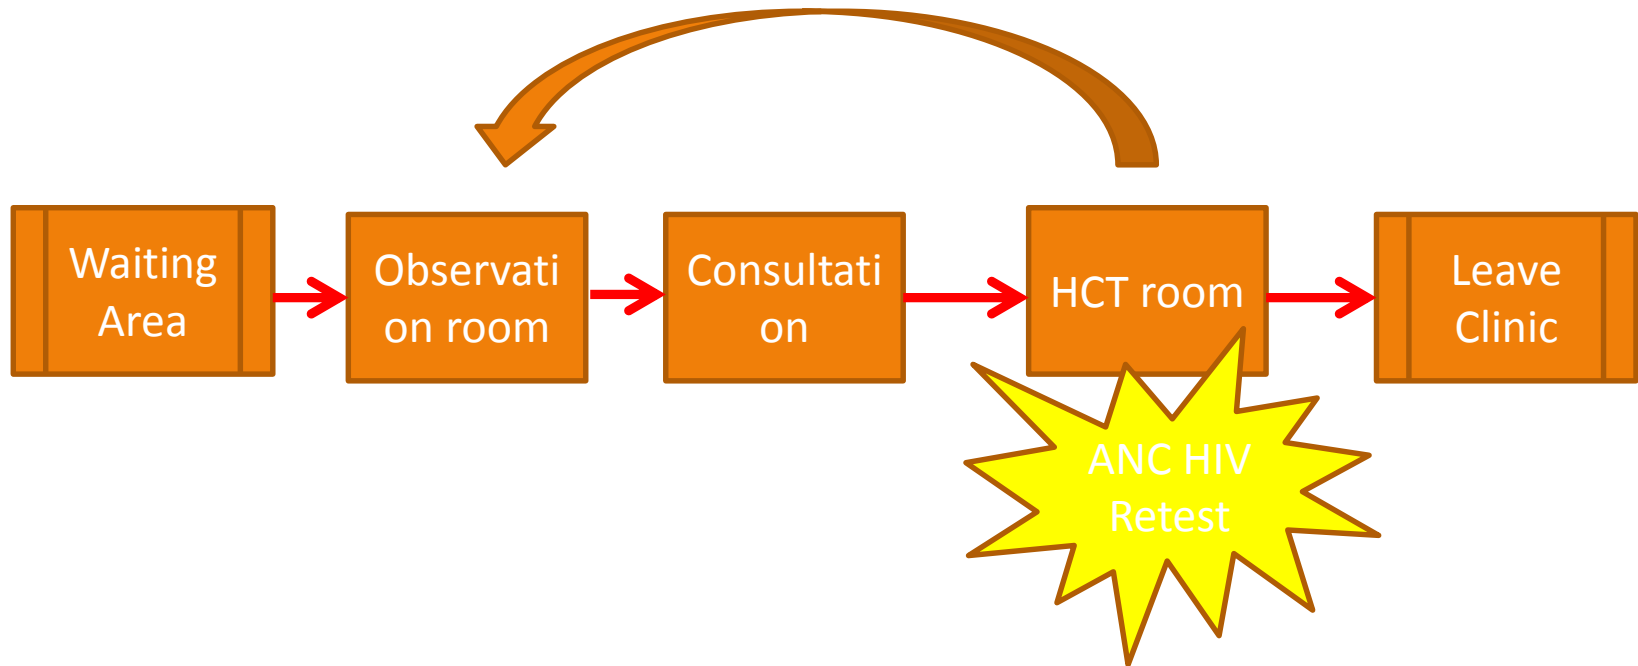 Waiting
Area
Observati
on room
Consultati
on
HCT room
Leave
Clinic
ANC HIV
Retest